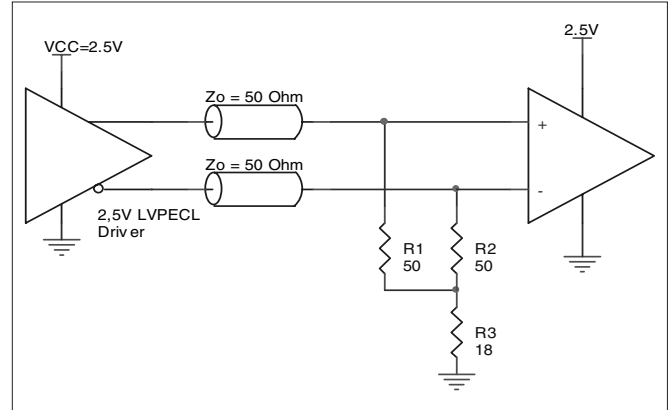 VCC=2.5V
2.5V
Zo = 50 Ohm
+
Zo = 50 Ohm
-
2,5V LVPECL
Driver
R1
50
R2
50
R3
18